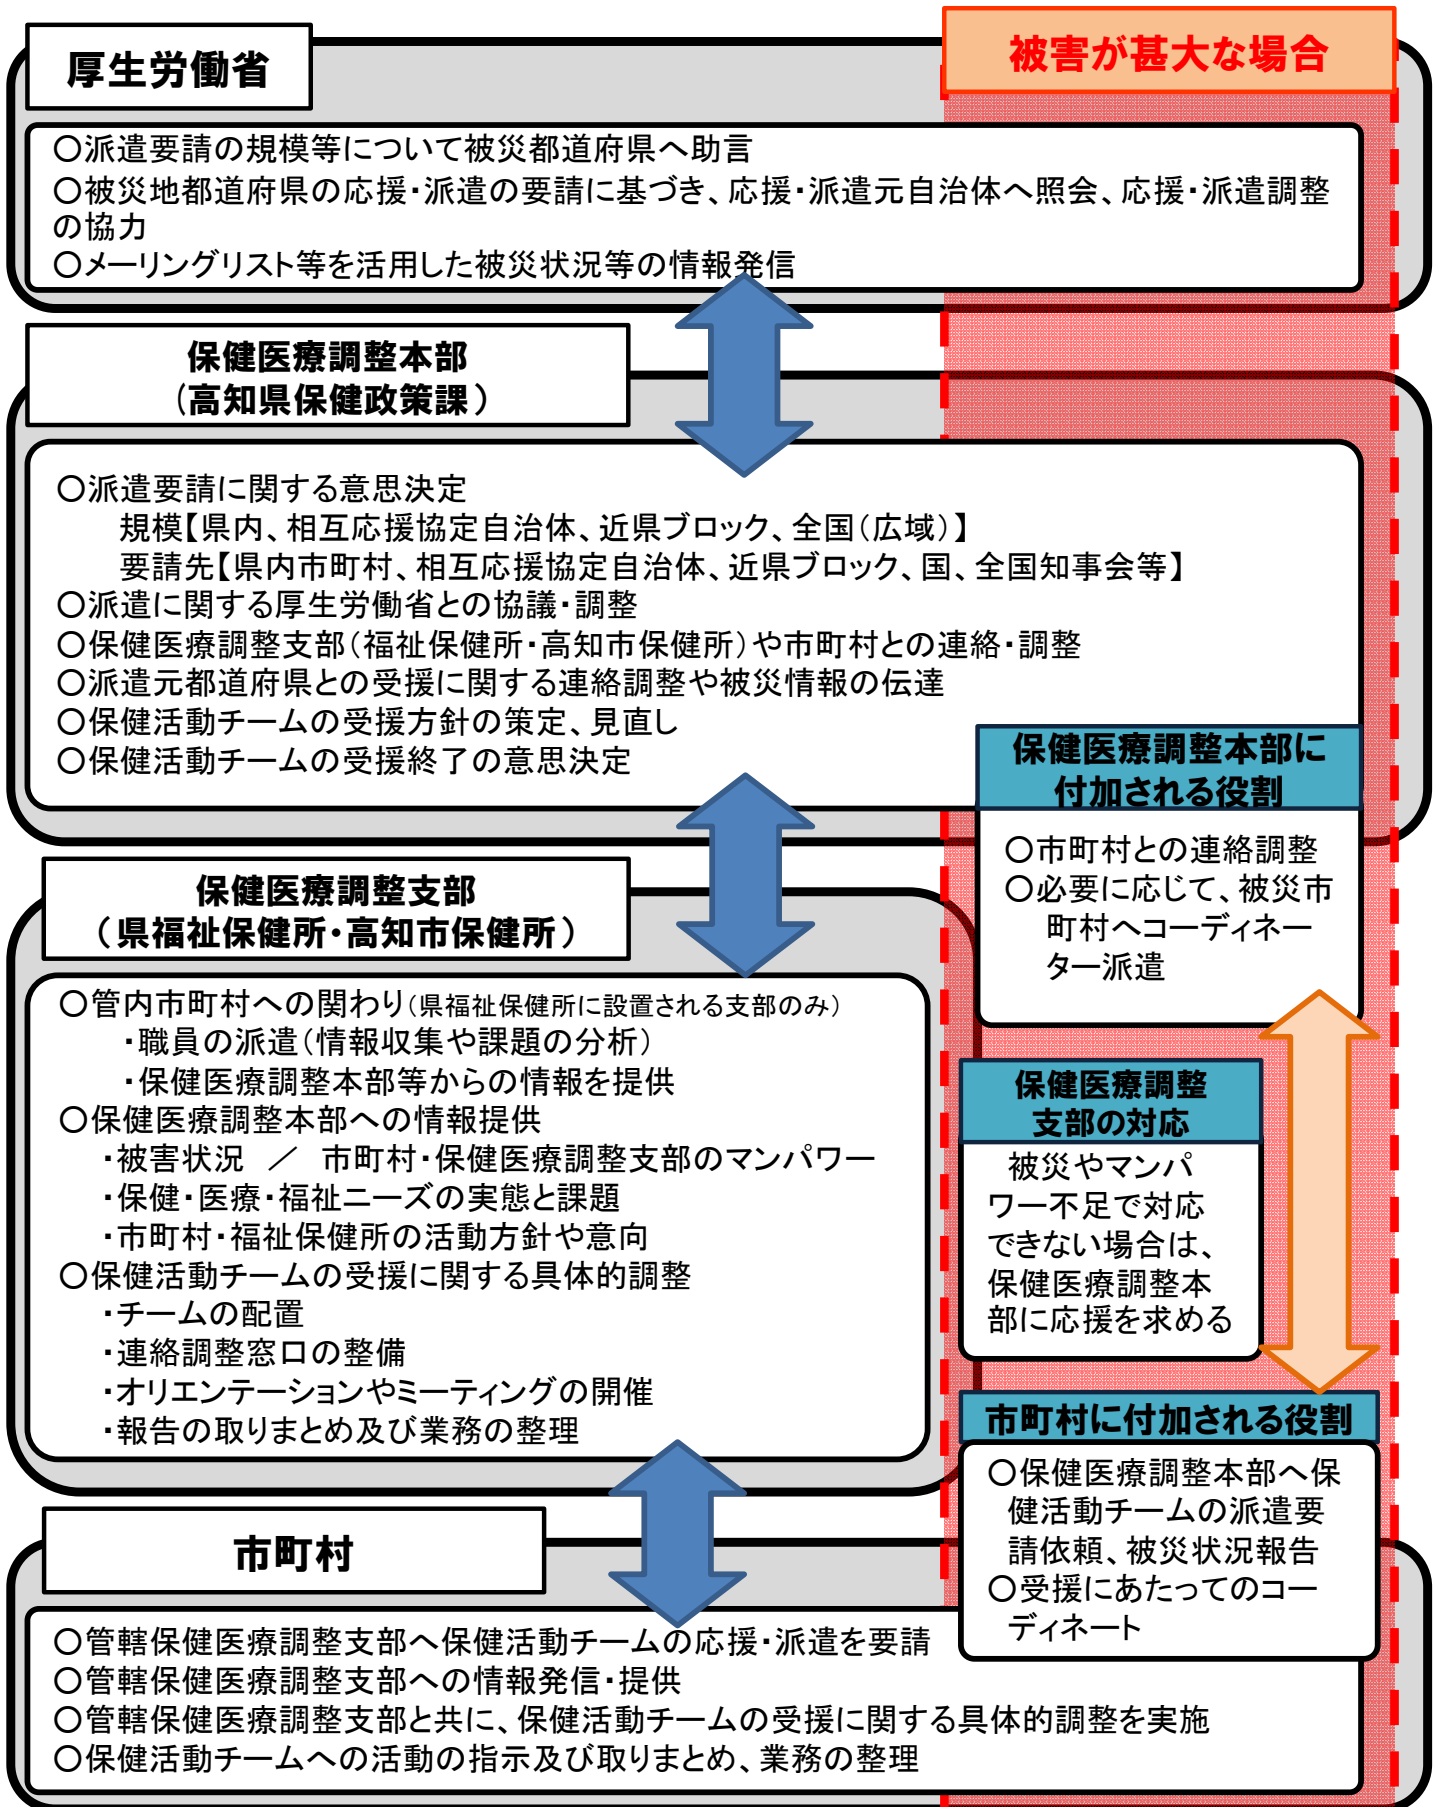 厚生労働省
被害が甚大な場合
○派遣要請の規模等について被災都道府県へ助言
○被災地都道府県の応援・派遣の要請に基づき、応援・派遣元自治体へ照会、応援・派遣調整
の協力
○メーリングリスト等を活用した被災状況等の情報発信
保健医療調整本部
（高知県保健政策課）
○派遣要請に関する意思決定
規模【県内、相互応援協定自治体、近県ブロック、全国（広域）】
要請先【県内市町村、相互応援協定自治体、近県ブロック、国、全国知事会等】
○派遣に関する厚生労働省との協議・調整
○保健医療調整支部（福祉保健所・高知市保健所）や市町村との連絡・調整
○派遣元都道府県との受援に関する連絡調整や被災情報の伝達
○保健活動チームの受援方針の策定、見直し
○保健活動チームの受援終了の意思決定
保健医療調整本部に
付加される役割
○市町村との連絡調整
○必要に応じて、被災市
町村へコーディネー
ター派遣
保健医療調整支部
（県福祉保健所・高知市保健所）
○管内市町村への関わり（県福祉保健所に設置される支部のみ）
・職員の派遣（情報収集や課題の分析）
・保健医療調整本部等からの情報を提供
○保健医療調整本部への情報提供
・被害状況 ／ 市町村・保健医療調整支部のマンパワー
・保健・医療・福祉ニーズの実態と課題
・市町村・福祉保健所の活動方針や意向
○保健活動チームの受援に関する具体的調整
・チームの配置
・連絡調整窓口の整備
・オリエンテーションやミーティングの開催
・報告の取りまとめ及び業務の整理
保健医療調整
支部の対応
被災やマンパ
ワー不足で対応
できない場合は、
保健医療調整本
部に応援を求める
市町村に付加される役割
○保健医療調整本部へ保
健活動チームの派遣要
請依頼、被災状況報告
○受援にあたってのコー
ディネート
市町村
○管轄保健医療調整支部へ保健活動チームの応援・派遣を要請
○管轄保健医療調整支部への情報発信・提供
○管轄保健医療調整支部と共に、保健活動チームの受援に関する具体的調整を実施
○保健活動チームへの活動の指示及び取りまとめ、業務の整理